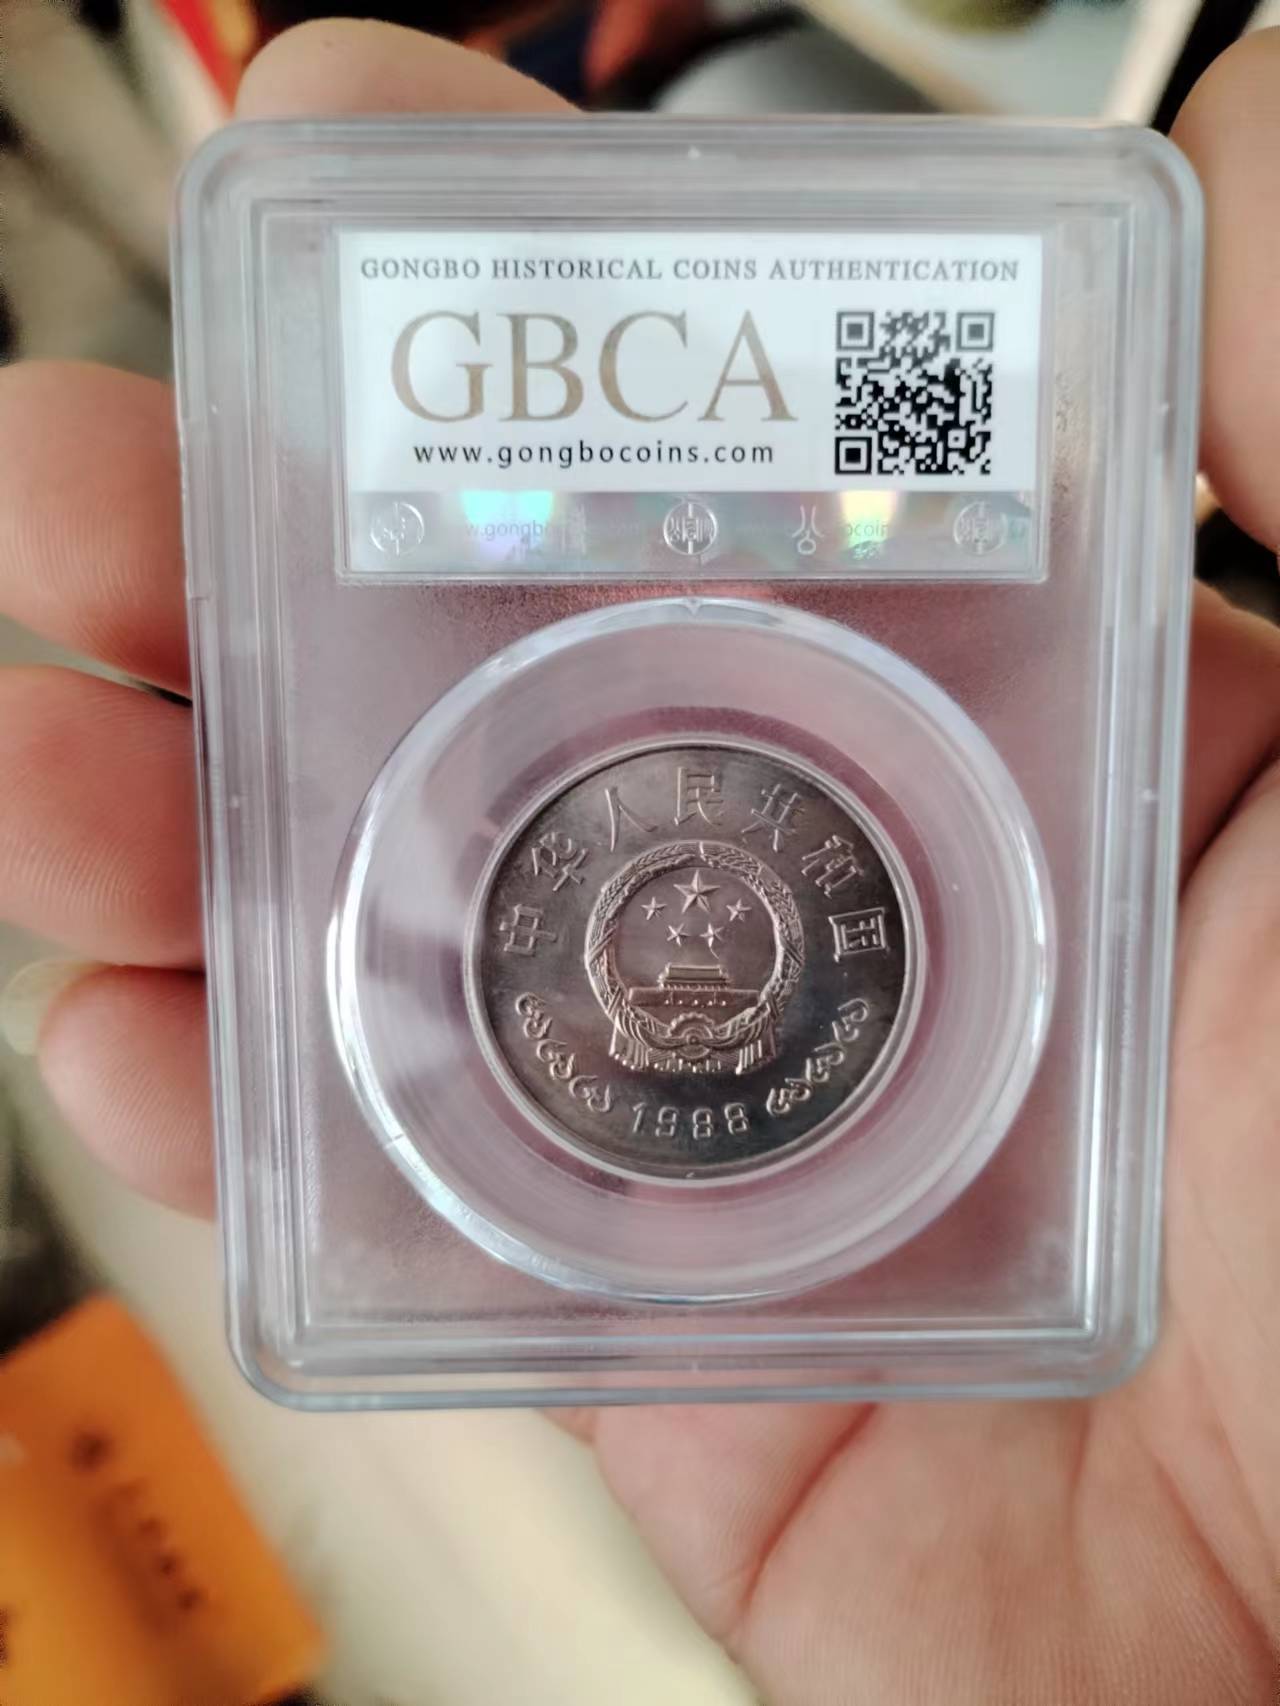 GONGBO HISTORICAL COINS AUTHENTICATION
GBCA
www.gongbocoins.com
中华人民共和国
1988